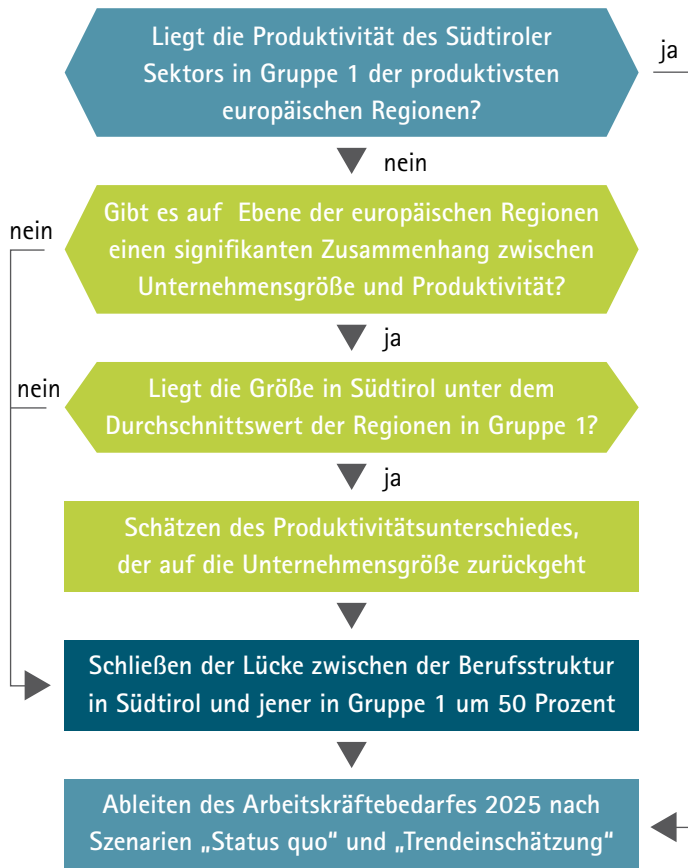 Liegt die Produktivität des Südtiroler
Sektors in Gruppe 1 der produktivsten
europäischen Regionen?
ja
nein
Gibt es auf Ebene der europäischen Regionen
einen signifikanten Zusammenhang zwischen
Unternehmensgröße und Produktivität?
nein
ja
Liegt die Größe in Südtirol unter dem
Durchschnittswert der Regionen in Gruppe 1?
nein
ja
Schätzen des Produktivitätsunterschiedes,
der auf die Unternehmensgröße zurückgeht
Schließen der Lücke zwischen der Berufsstruktur
in Südtirol und jener in Gruppe 1 um 50 Prozent
Ableiten des Arbeitskräftebedarfes 2025 nach
Szenarien „Status quo“ und „Trendeinschätzung“